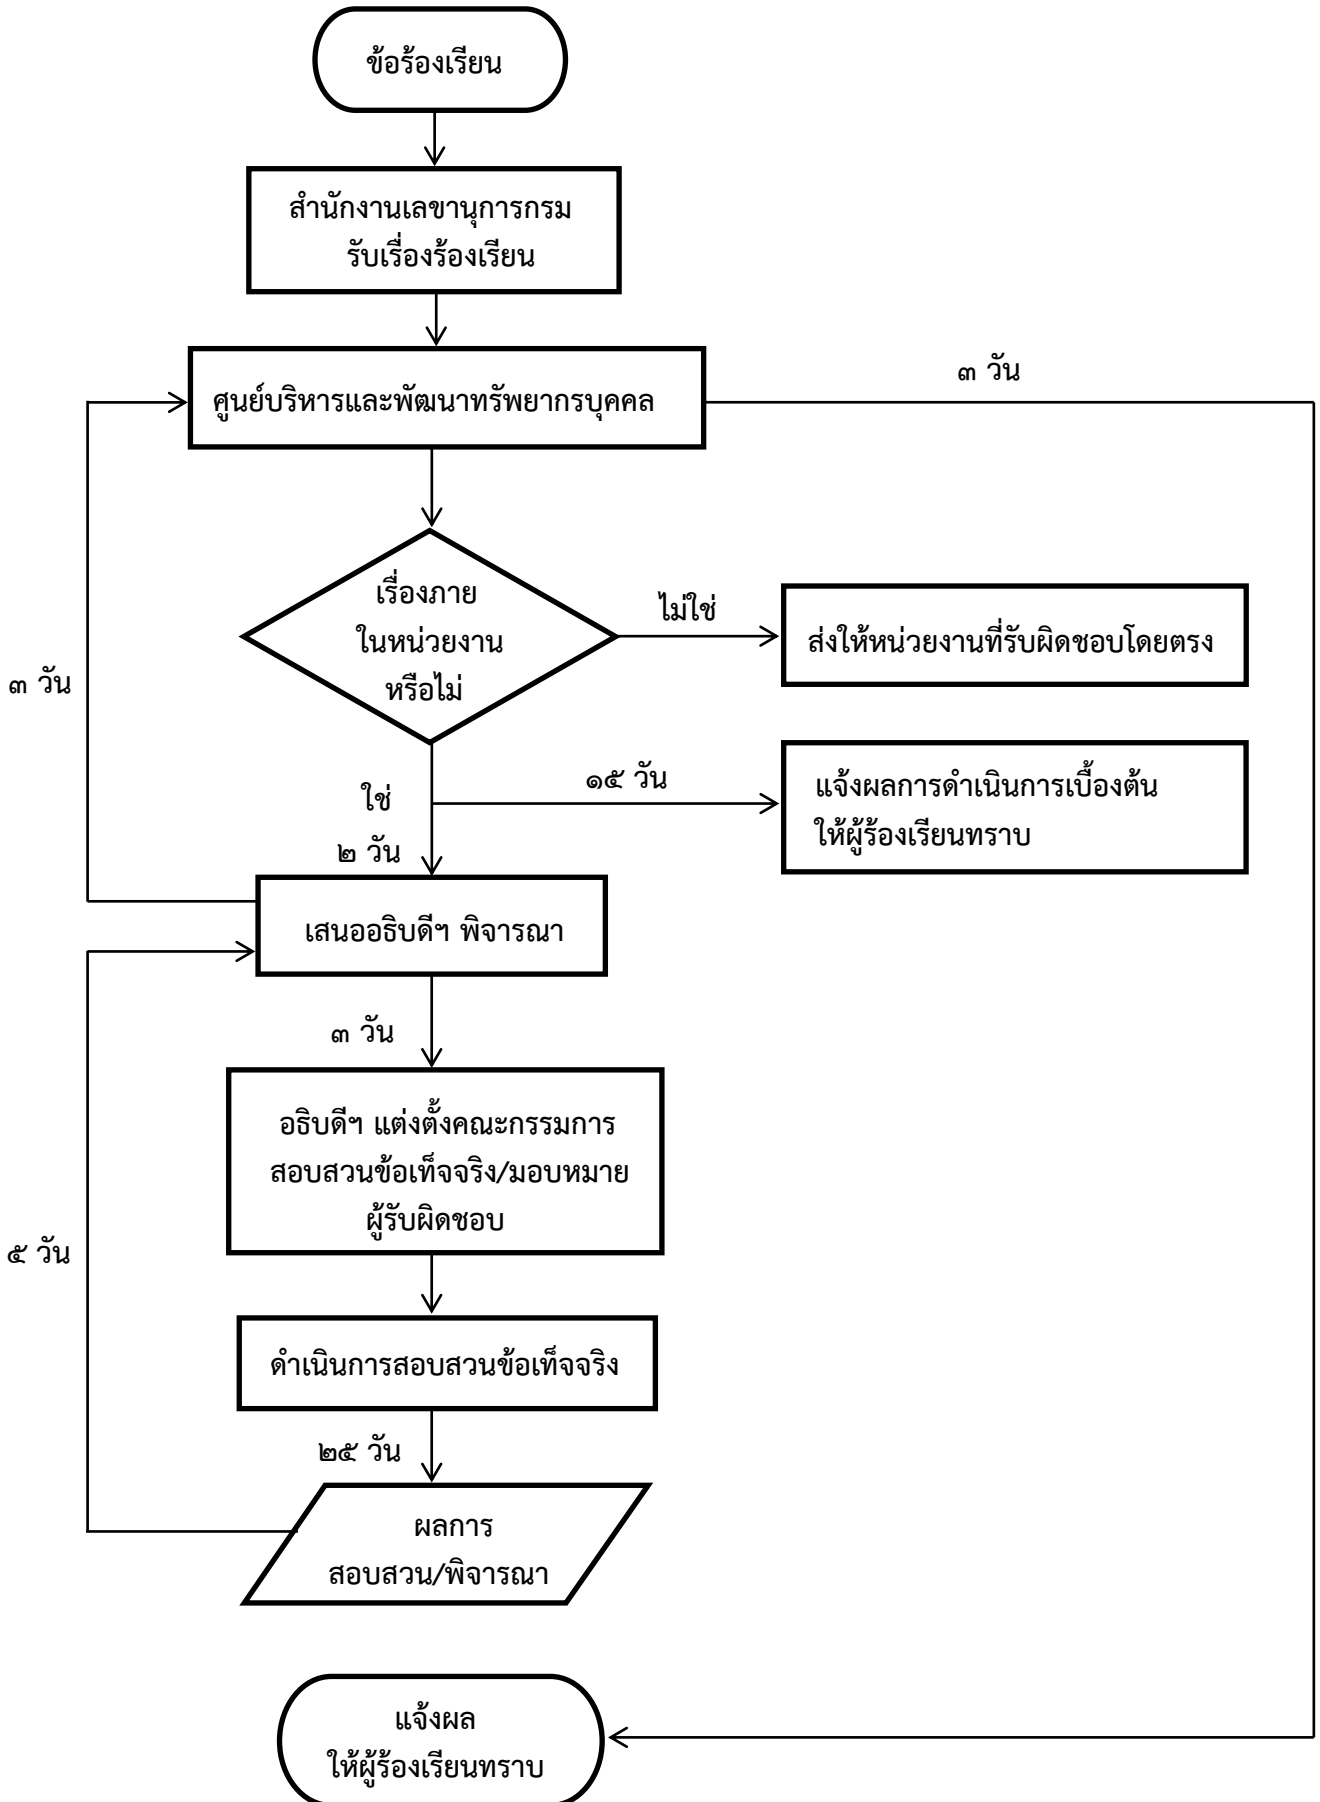 ข้อร้องเรียน
สำนักงานเลขานุการกรม
รับเรื่องร้องเรียน
๓ วัน
ศูนย์บริหารและพัฒนาทรัพยากรบุคคล
เรื่องภาย
ในหน่วยงาน
หรือไม่
ไม่ใช่
ส่งให้หน่วยงานที่รับผิดชอบโดยตรง
๓ วัน
ใช่
๒ วัน
๑๕ วัน
แจ้งผลการดำเนินการเบื้องต้น
ให้ผู้ร้องเรียนทราบ
เสนออธิบดีฯ พิจารณา
๓ วัน
อธิบดีฯ แต่งตั้งคณะกรรมการ
สอบสวนข้อเท็จจริง/มอบหมาย
ผู้รับผิดชอบ
๕ วัน
ดำเนินการสอบสวนข้อเท็จจริง
๒๕ วัน
ผลการ
สอบสวน/พิจารณา
แจ้งผล
ให้ผู้ร้องเรียนทราบ